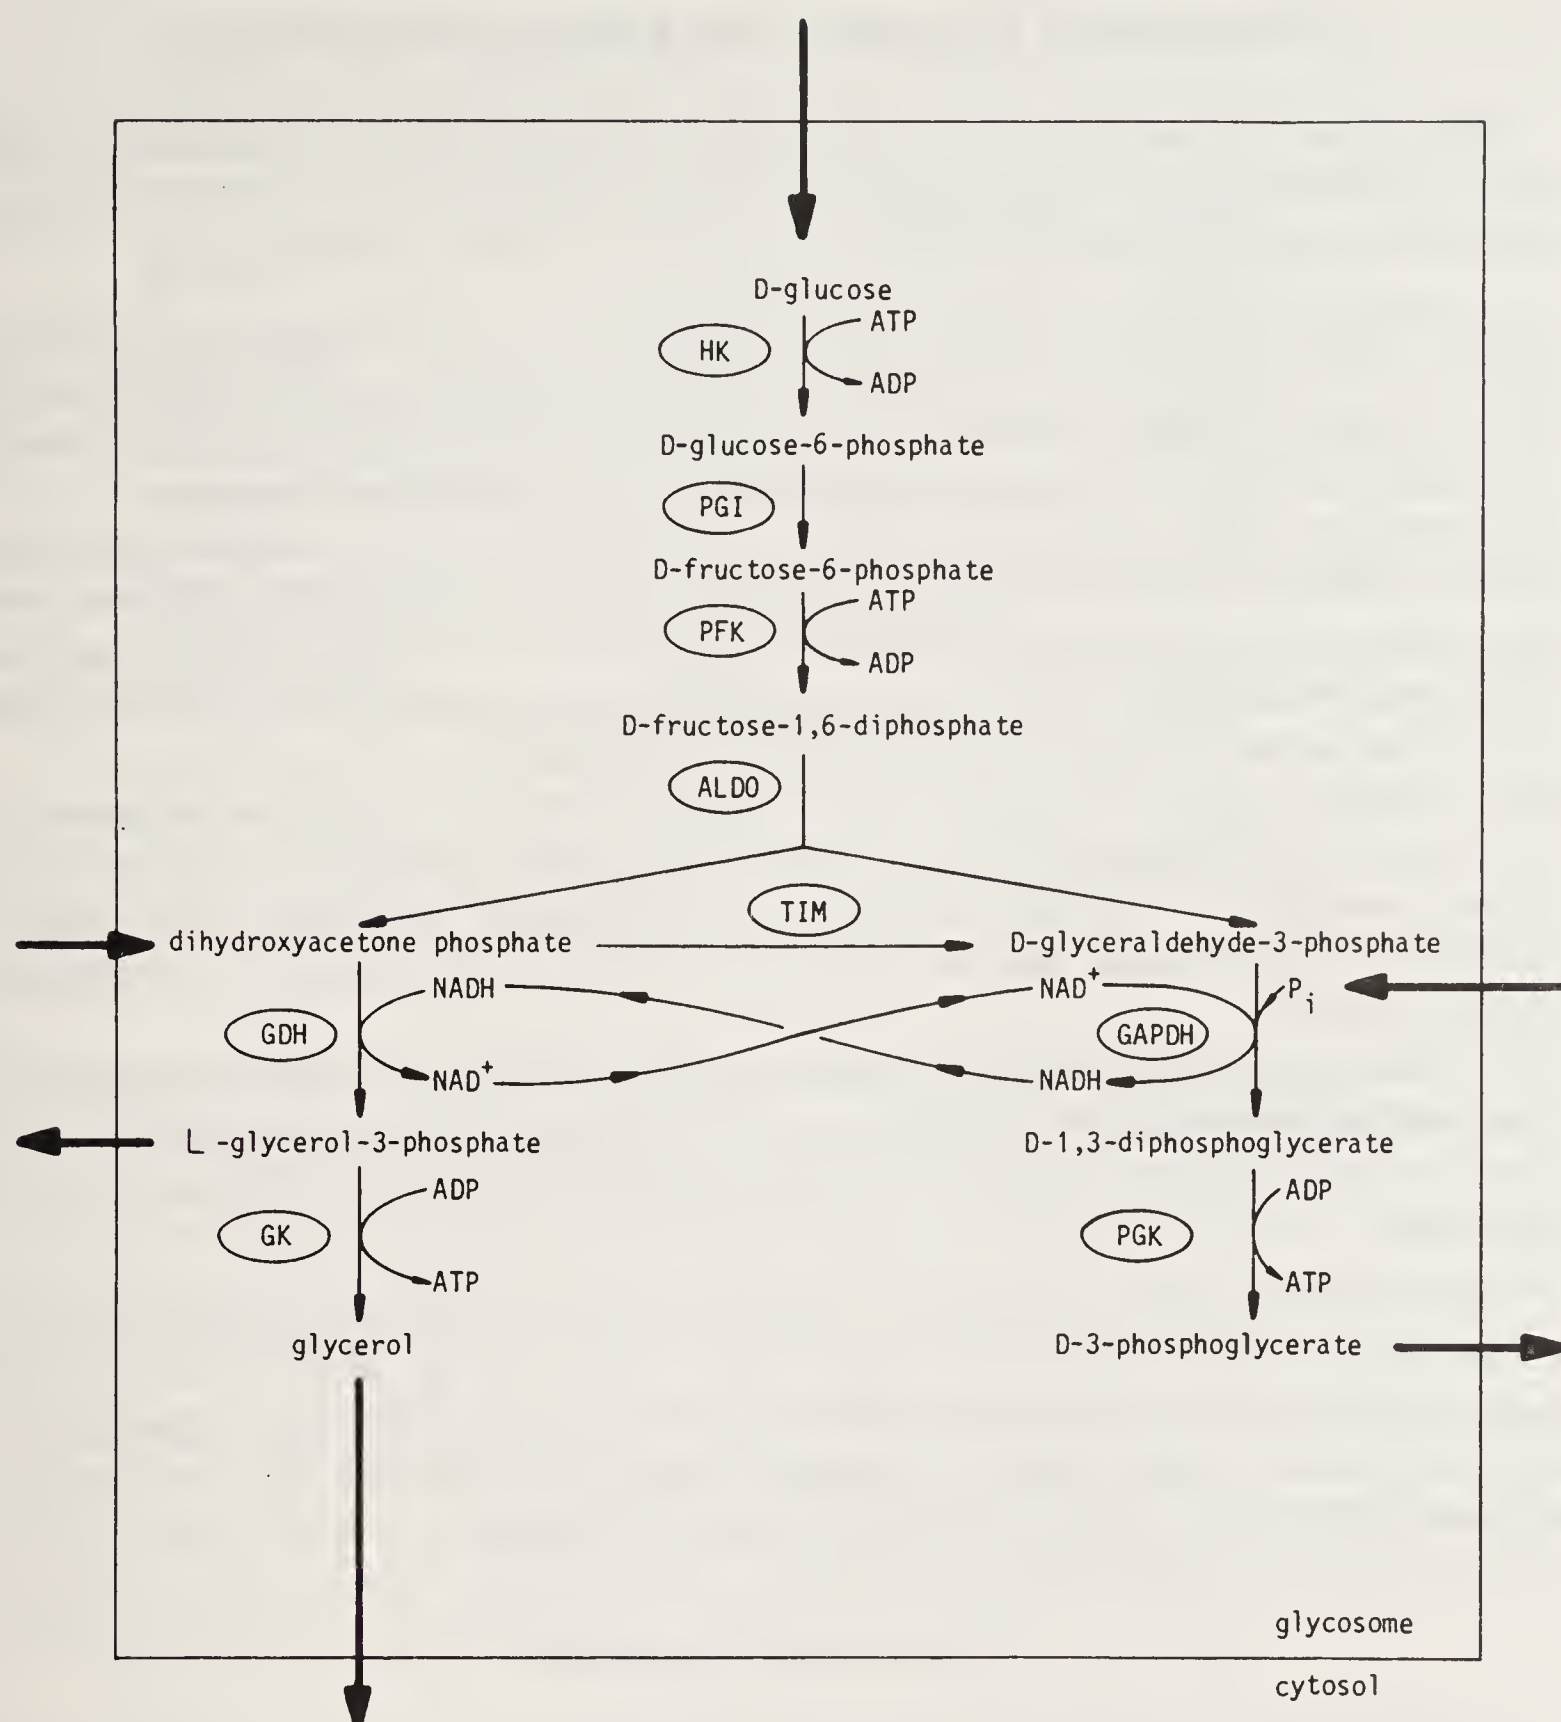 D-glucose
ATP
HK
ADP
D-glucose-6-phosphate
PGI
D-fructose-6-phosphate
ATP
PFK
ADP
D-fructose-1,6-diphosphate
ALDO
TIM
dihydroxyacetone phosphate
D-glyceraldehyde-3-phosphate
NADH
NAD+
Pi
GDH
GAPDH
NAD+
NADH
L-glycerol-3-phosphate
D-1,3-diphosphoglycerate
ADP
ADP
GK
PGK
ATP
ATP
glycerol
D-3-phosphoglycerate
glycosome
cytosol